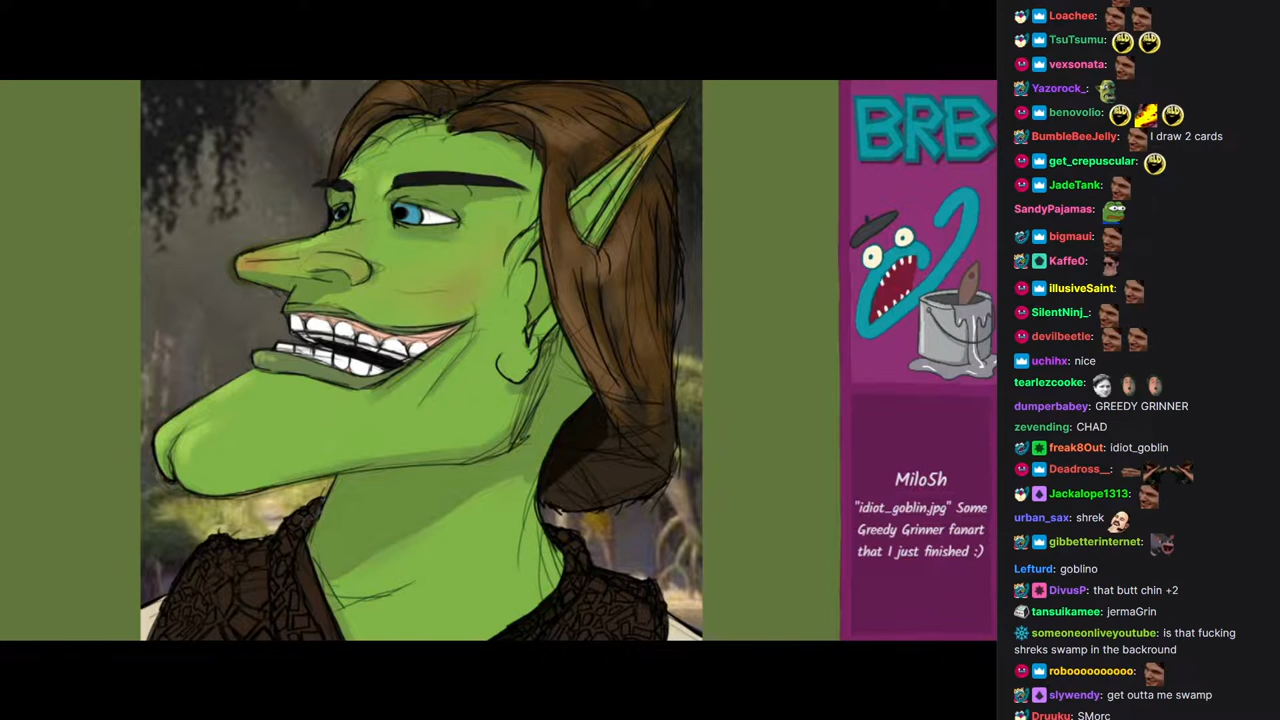 BRB
MiloSh
"idiot_goblin.jpg" Some
Greedy Grinner fanart
that I just finished :)
Loachee:
TsuTsumu:
vexsonata:
Yazorock_:
benovolio:
BumbleBeeJelly: I draw 2 cards
get_crepuscular:
JadeTank:
SandyPajamas:
bigmaui:
Kaffe0:
illusiveSaint:
SilentNinj_:
devilbeetle:
uchihx: nice
tearlezcooke:
dumperbabey: GREEDY GRINNER
zevending: CHAD
freak8Out: idiot_goblin
Deadross__:
Jackalope1313:
urban_sax: shrek
gibbetterinternet:
Lefturd: goblino
DivusP: that butt chin +2
tansuikamee: jermaGrin
someoneonliveyoutube: is that fucking
shreks swamp in the backround
roboooooooooo:
slywendy: get outta me swamp
Druuku: SMorc